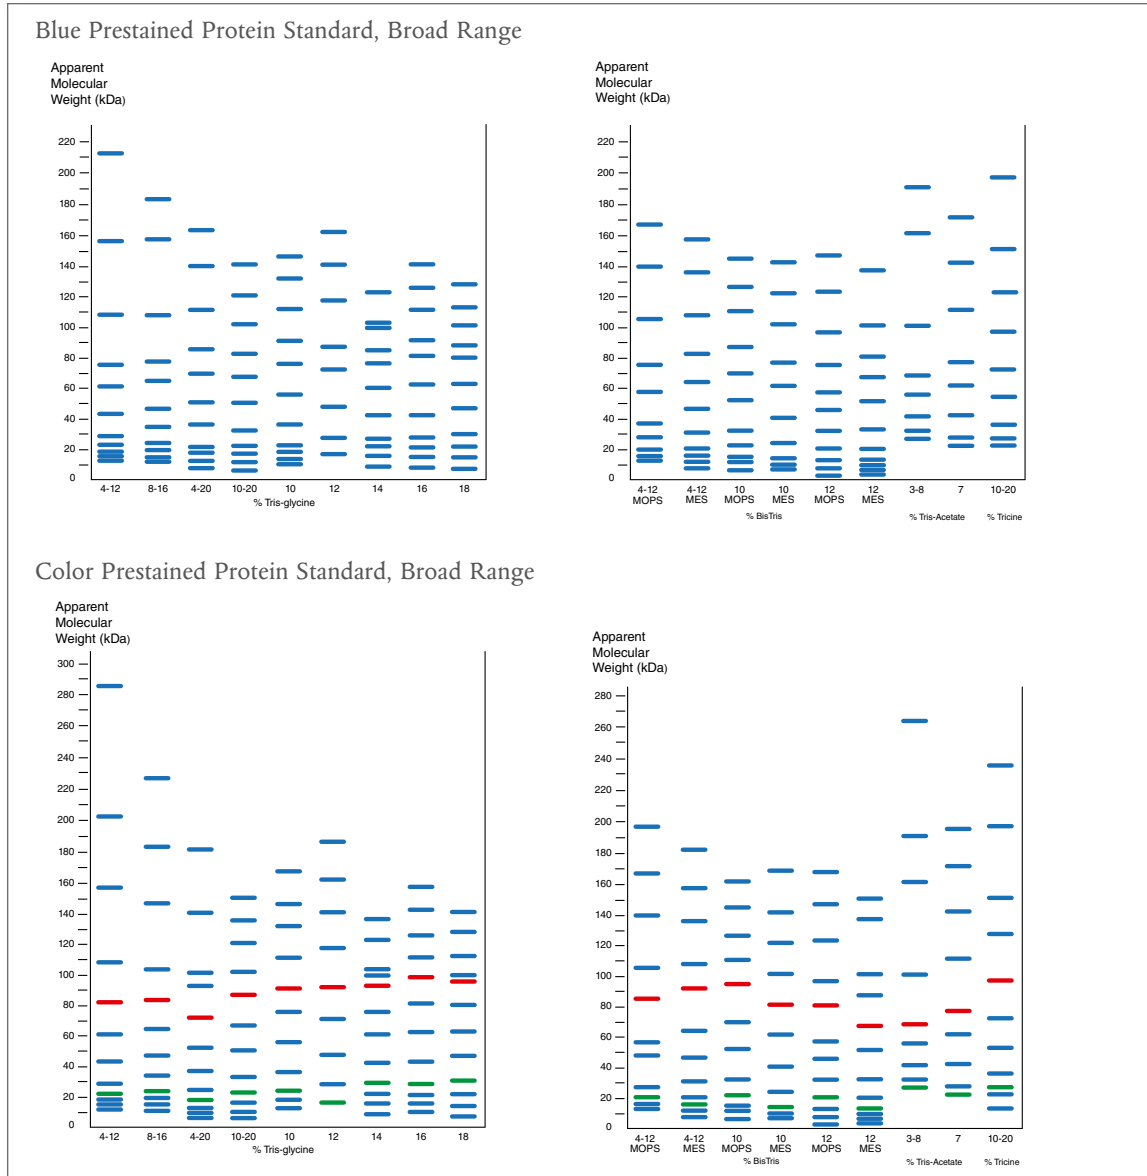 Blue Prestained Protein Standard, Broad Range
Apparent
Molecular
Weight (kDa)
220
200
180
160
140
120
100
80
60
40
20
0
4-12 8-16 4-20 10-20 10 12 14 16 18
% Tris-glycine
Apparent
Molecular
Weight (kDa)
220
200
180
160
140
120
100
80
60
40
20
0
4-12 4-12 10 10 12 12 3-8 7 10-20
MOPS MES MOPS MES MOPS MES
% BisTris % Tris-Acetate % Tricine
Color Prestained Protein Standard, Broad Range
Apparent
Molecular
Weight (kDa)
300
280
260
240
220
200
180
160
140
120
100
80
60
40
20
0
4-12 8-16 4-20 10-20 10 12 14 16 18
% Tris-glycine
Apparent
Molecular
Weight (kDa)
280
260
240
220
200
180
160
140
120
100
80
60
40
20
0
4-12 4-12 10 10 12 12 3-8 7 10-20
MOPS MES MOPS MES MOPS MES
% BisTris % Tris-Acetate % Tricine